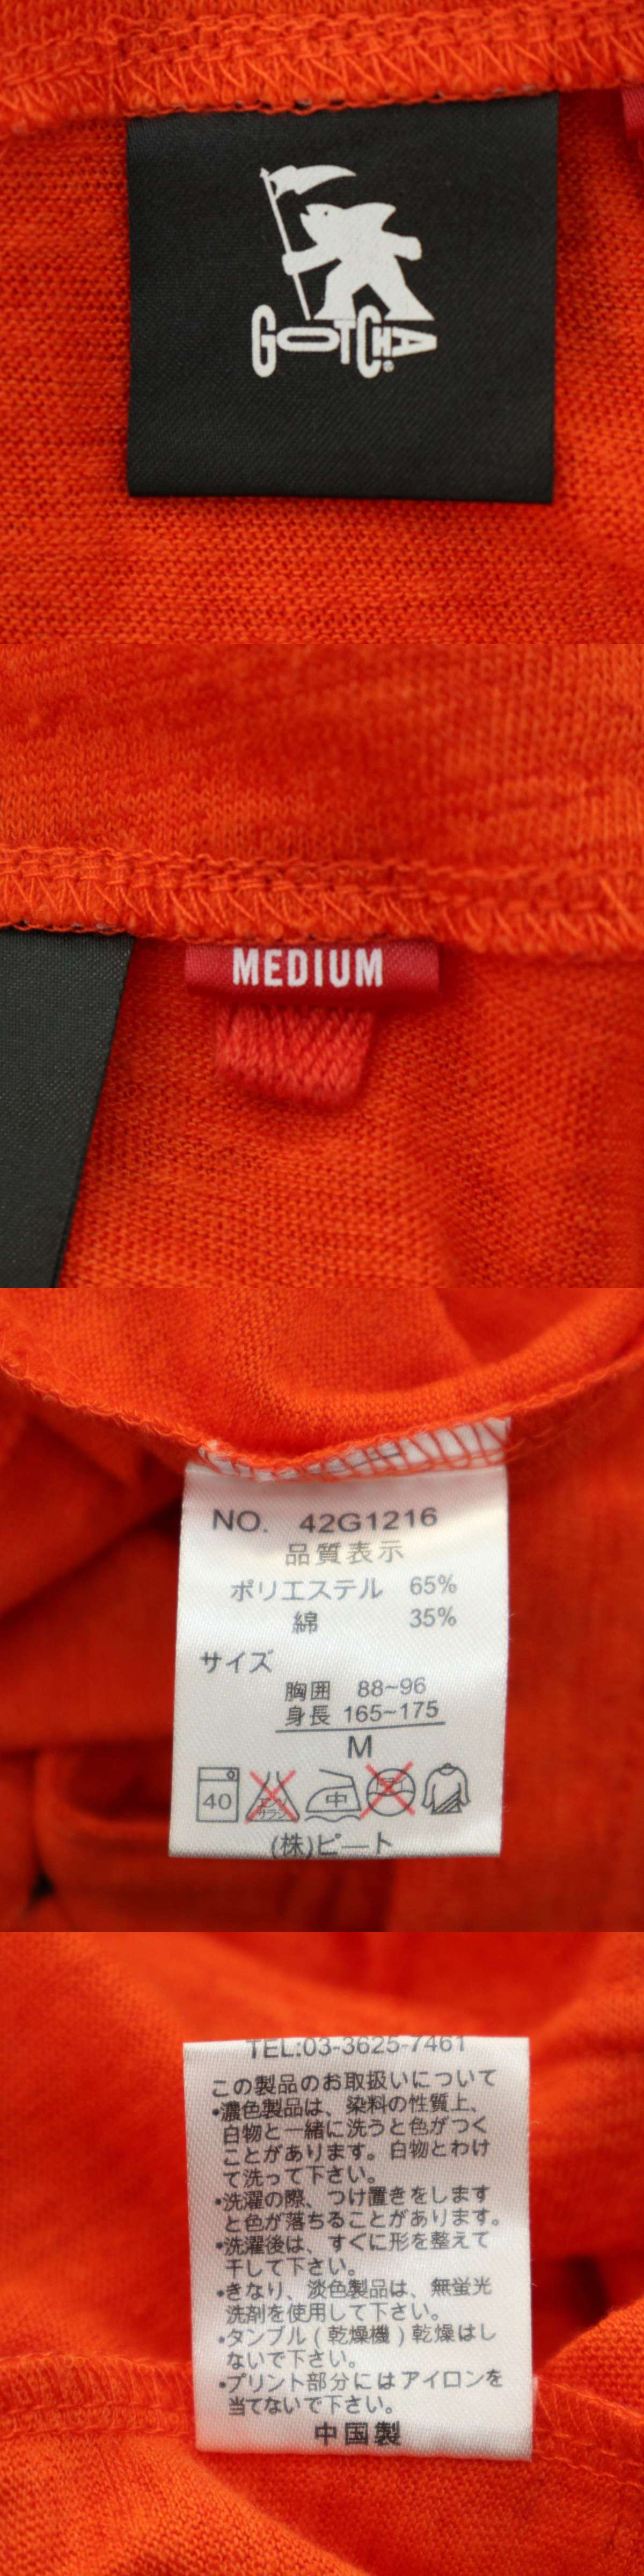 GOTCHA®
MEDIUM
NO. 42G1216
品質表示
ポリエステル 65%
綿 35%
サイズ
胸囲 88~96
身長 165~175
M
40
エンソ
サラシ
中
(株)ビート
TEL:03-3625-7461
この製品のお取扱いについて
•濃色製品は、染料の性質上、
白物と一緒に洗うと色がつく
ことがあります。白物とわけ
て洗って下さい。
•洗濯の際、つけ置きをします
と色が落ちることがあります。
•洗濯後は、すぐに形を整えて
干して下さい。
•きなり、淡色製品は、無蛍光
洗剤を使用して下さい。
•タンブル(乾燥機)乾燥はし
ないで下さい。
•プリント部分にはアイロンを
当てないで下さい。
中国製